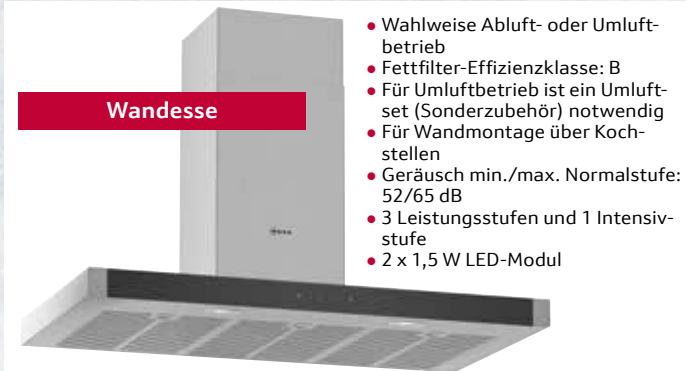 Wandesse
● Wahlweise Abluft- oder Umluft-
betrieb
● Fettfilter-Effizienzklasse: B
● Für Umluftbetrieb ist ein Umluft-
set (Sonderzubehör) notwendig
● Für Wandmontage über Koch-
stellen
● Geräusch min./max. Normalstufe:
52/65 dB
● 3 Leistungsstufen und 1 Intensiv-
stufe
● 2 x 1,5 W LED-Modul